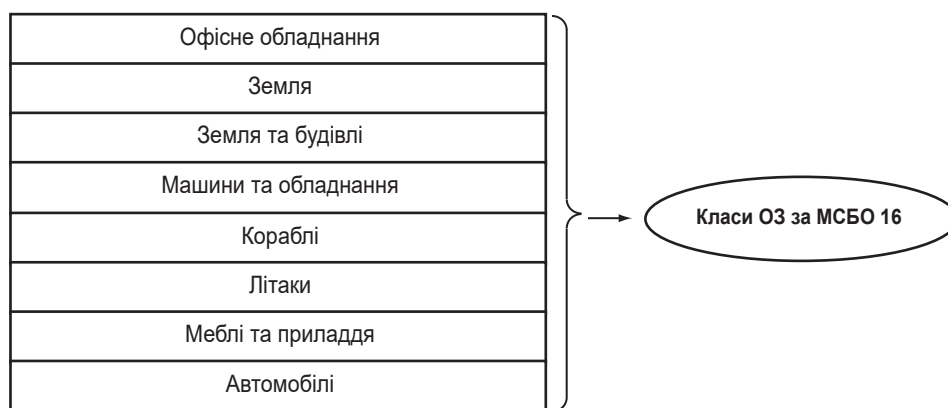 Офісне обладнання
Земля
Земля та будівлі
Машини та обладнання
Кораблі
Літаки
Меблі та приладдя
Автомобілі
Класи ОЗ за МСБО 16